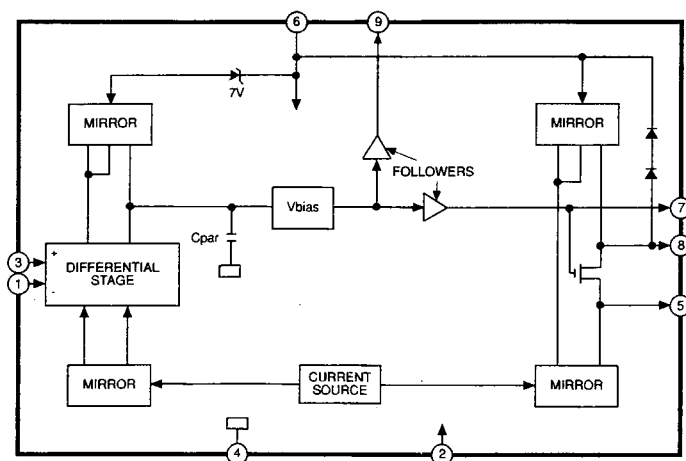 6
9
7V
MIRROR
MIRROR
FOLLOWERS
Vbias
7
Cpar
8
3
+
DIFFERENTIAL
STAGE
1
-
5
MIRROR
CURRENT
SOURCE
MIRROR
4
2